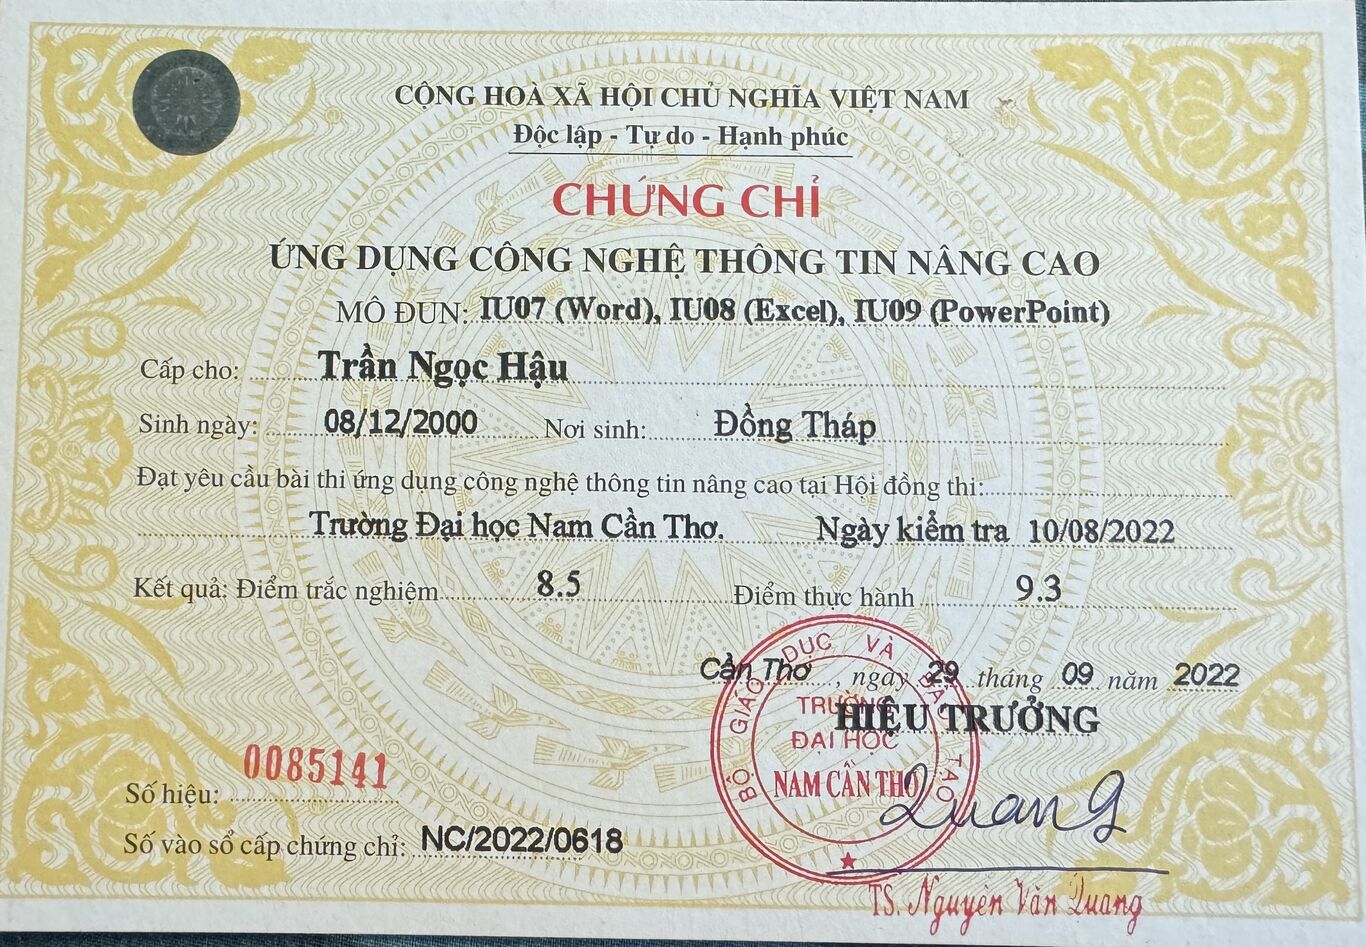 CỘNG HOÀ XÃ HỘI CHỦ NGHĨA VIỆT NAM
Độc lập - Tự do - Hạnh phúc
CHỨNG CHỈ
ỨNG DỤNG CÔNG NGHỆ THÔNG TIN NÂNG CAO
MÔ ĐUN: IU07 (Word), IU08 (Excel), IU09 (PowerPoint)
Cấp cho: Trần Ngọc Hậu
Sinh ngày: 08/12/2000 Nơi sinh: Đồng Tháp
Đạt yêu cầu bài thi ứng dụng công nghệ thông tin nâng cao tại Hội đồng thi:
Trường Đại học Nam Cần Thơ. Ngày kiểm tra 10/08/2022
Kết quả: Điểm trắc nghiệm 8.5 Điểm thực hành 9.3
Cần Thơ, ngày 29 tháng 09 năm 2022
HIỆU TRƯỞNG
BỘ GIÁO DỤC VÀ ĐÀO TẠO
TRƯỜNG
ĐẠI HỌC
NAM CẦN THƠ
Quang
TS. Nguyễn Văn Quang
0085141
Số hiệu:
Số vào sổ cấp chứng chỉ: NC/2022/0618